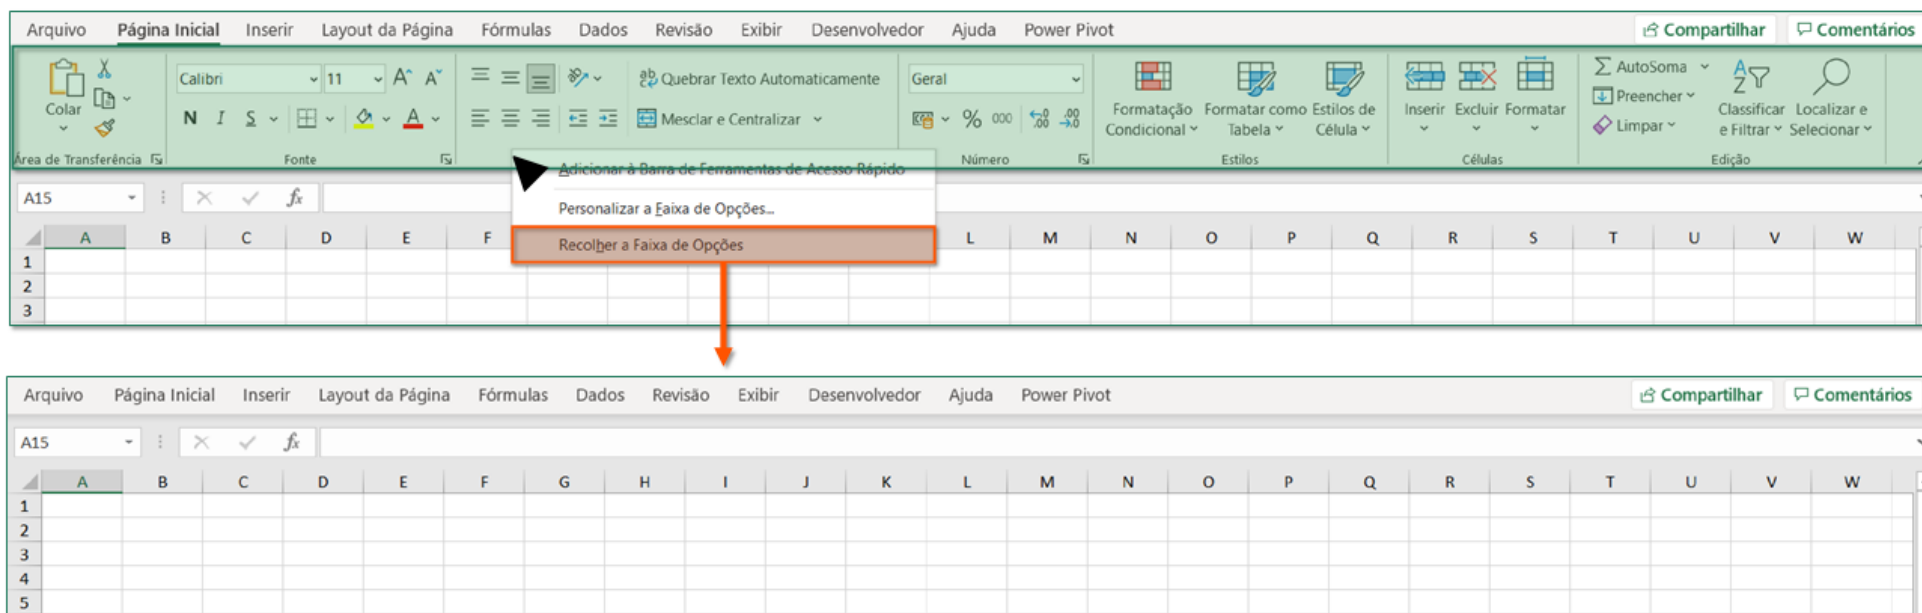 Arquivo Página Inicial Inserir Layout da Página Fórmulas Dados Revisão Exibir Desenvolvedor Ajuda Power Pivot Compartilhar Comentários
Colar
Calibri 11
Quebrar Texto Automaticamente
Geral
N I S
Mesclar e Centralizar
% 000
Formatação Condicional
Formatar como Tabela
Estilos de Célula
Inserir Excluir Formatar
AutoSoma
Preencher
Limpar
Classificar e Filtrar
Localizar e Selecionar
Área de Transferência Fonte Número Estilos Células Edição
Adicionar à Barra de Ferramentas de Acesso Rápido
A15 fx
Personalizar a Faixa de Opções...
A B C D E F L M N O P Q R S T U V W
Recolher a Faixa de Opções
1
2
3
Arquivo Página Inicial Inserir Layout da Página Fórmulas Dados Revisão Exibir Desenvolvedor Ajuda Power Pivot Compartilhar Comentários
A15 fx
A B C D E F G H I J K L M N O P Q R S T U V W
1
2
3
4
5